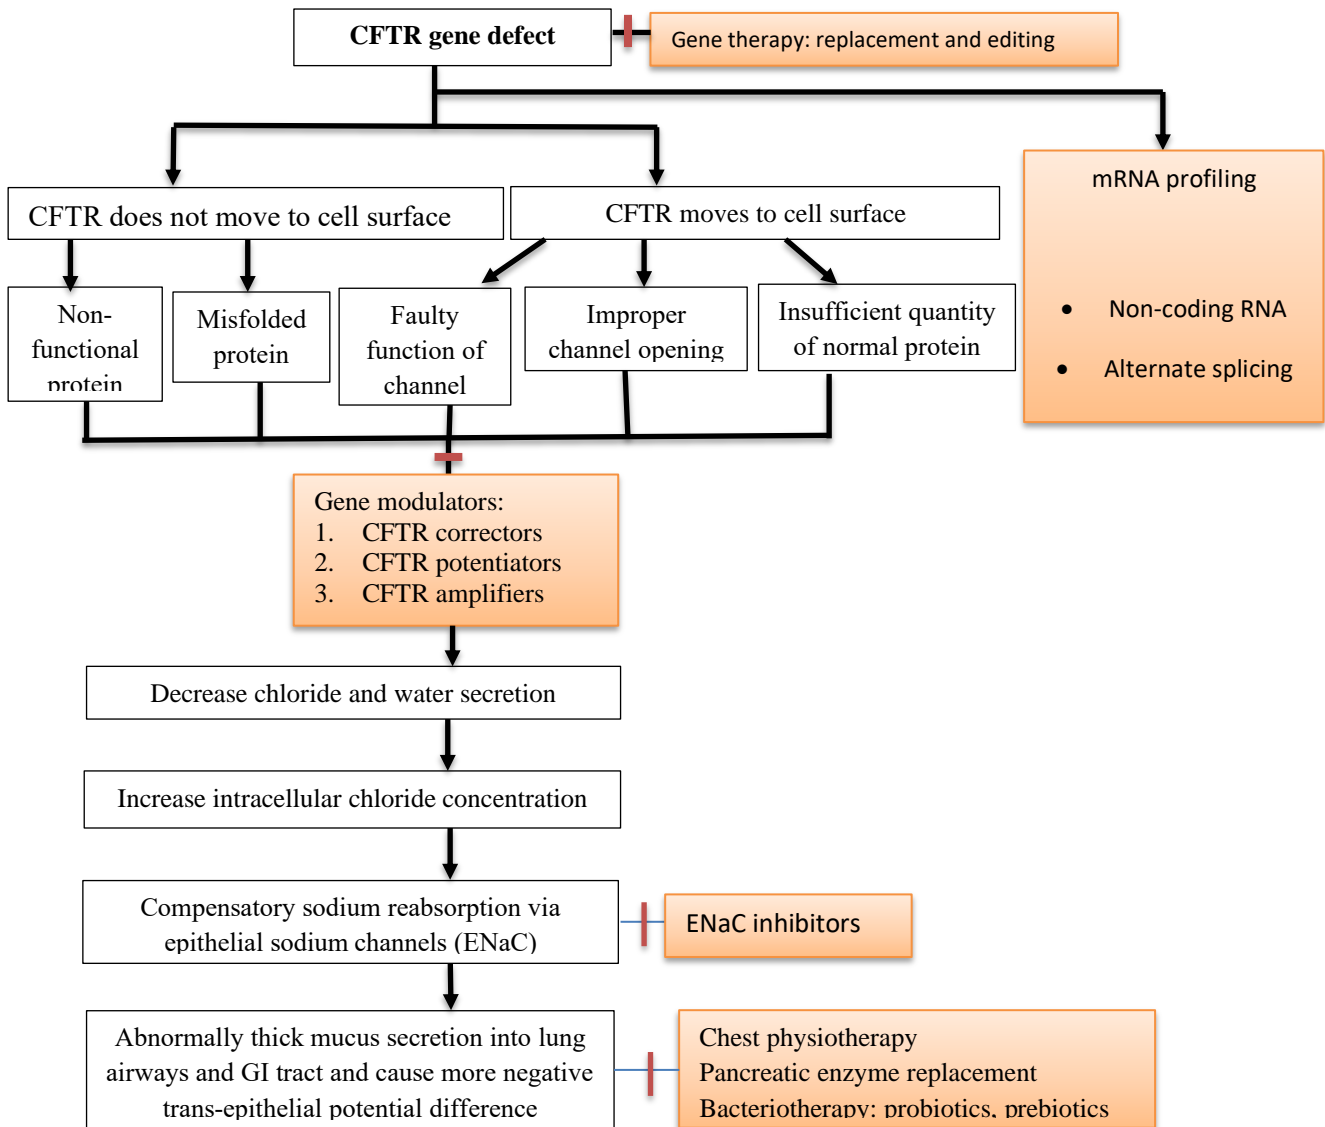 CFTR gene defect
Gene therapy: replacement and editing
mRNA profiling
• Non-coding RNA
• Alternate splicing
CFTR does not move to cell surface
CFTR moves to cell surface
Non-
functional
protein
Misfolded
protein
Faulty
function of
channel
Improper
channel opening
Insufficient quantity
of normal protein
Gene modulators:
1. CFTR correctors
2. CFTR potentiators
3. CFTR amplifiers
Decrease chloride and water secretion
Increase intracellular chloride concentration
Compensatory sodium reabsorption via
epithelial sodium channels (ENaC)
ENaC inhibitors
Abnormally thick mucus secretion into lung
airways and GI tract and cause more negative
trans-epithelial potential difference
Chest physiotherapy
Pancreatic enzyme replacement
Bacteriotherapy: probiotics, prebiotics